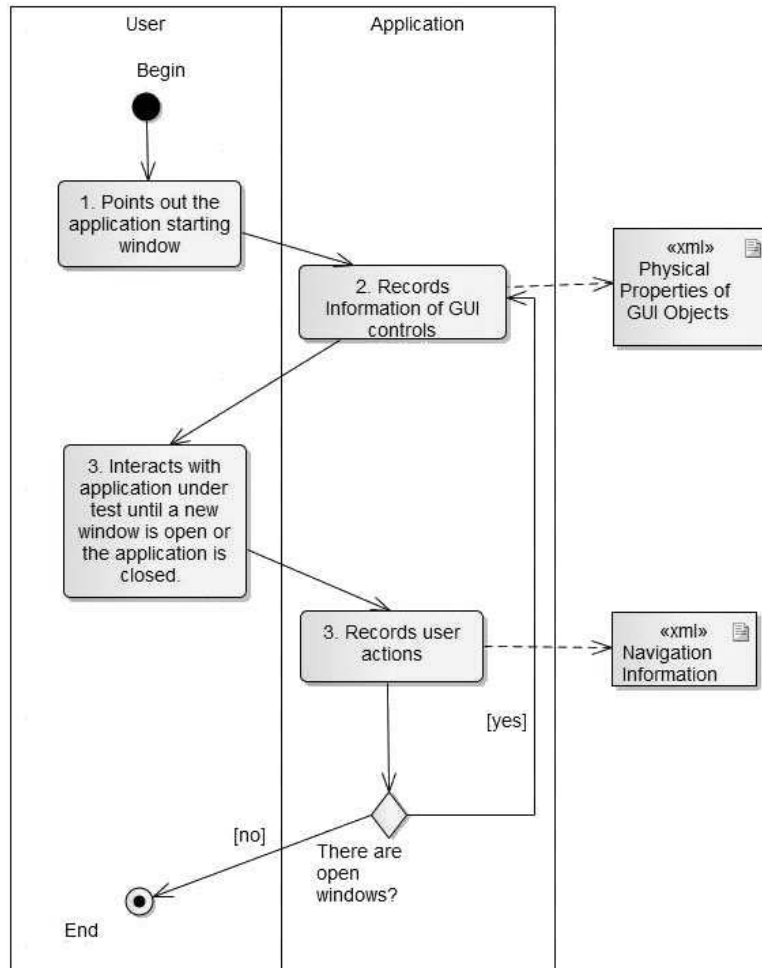 User
Application
Begin
1. Points out the
application starting
window
2. Records
Information of GUI
controls
«xml»
Physical
Properties of
GUI Objects
3. Interacts with
application under
test until a new
window is open or
the application is
closed.
3. Records user
actions
«xml»
Navigation
Information
[yes]
[no]
There are
open
windows?
End